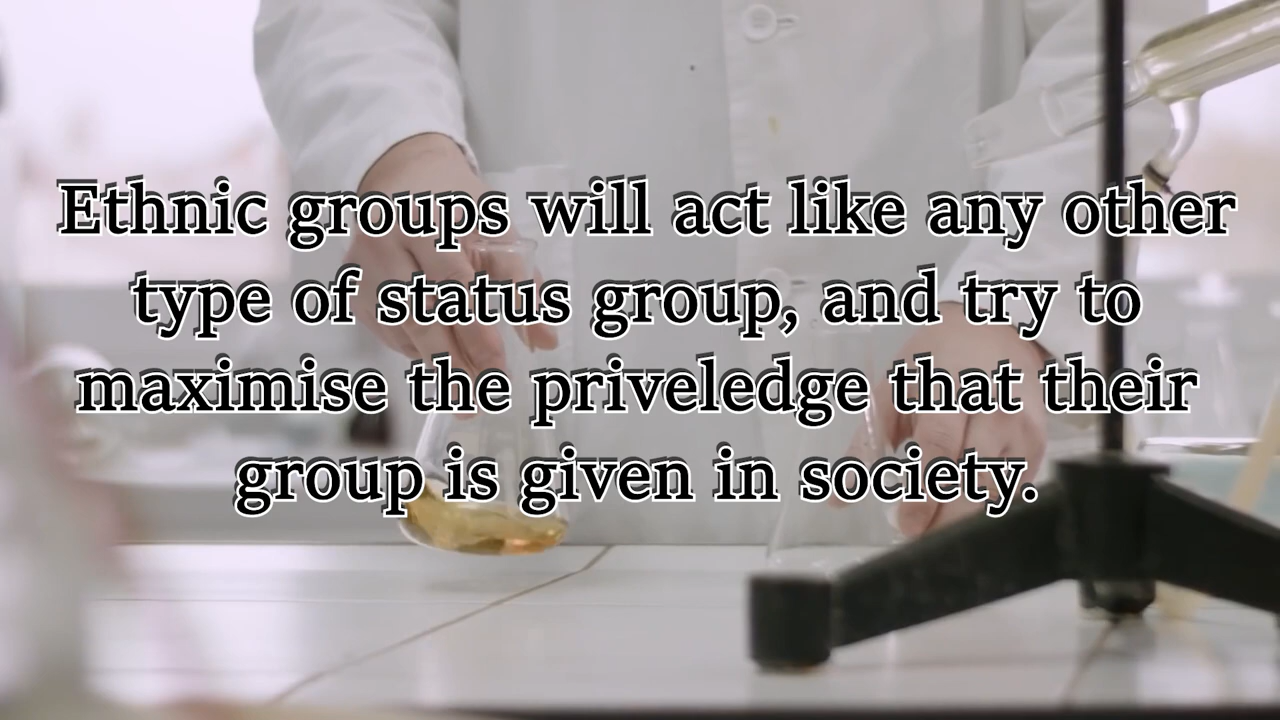 Ethnic groups will act like any other
type of status group, and try to
maximise the priveledge that their
group is given in society.